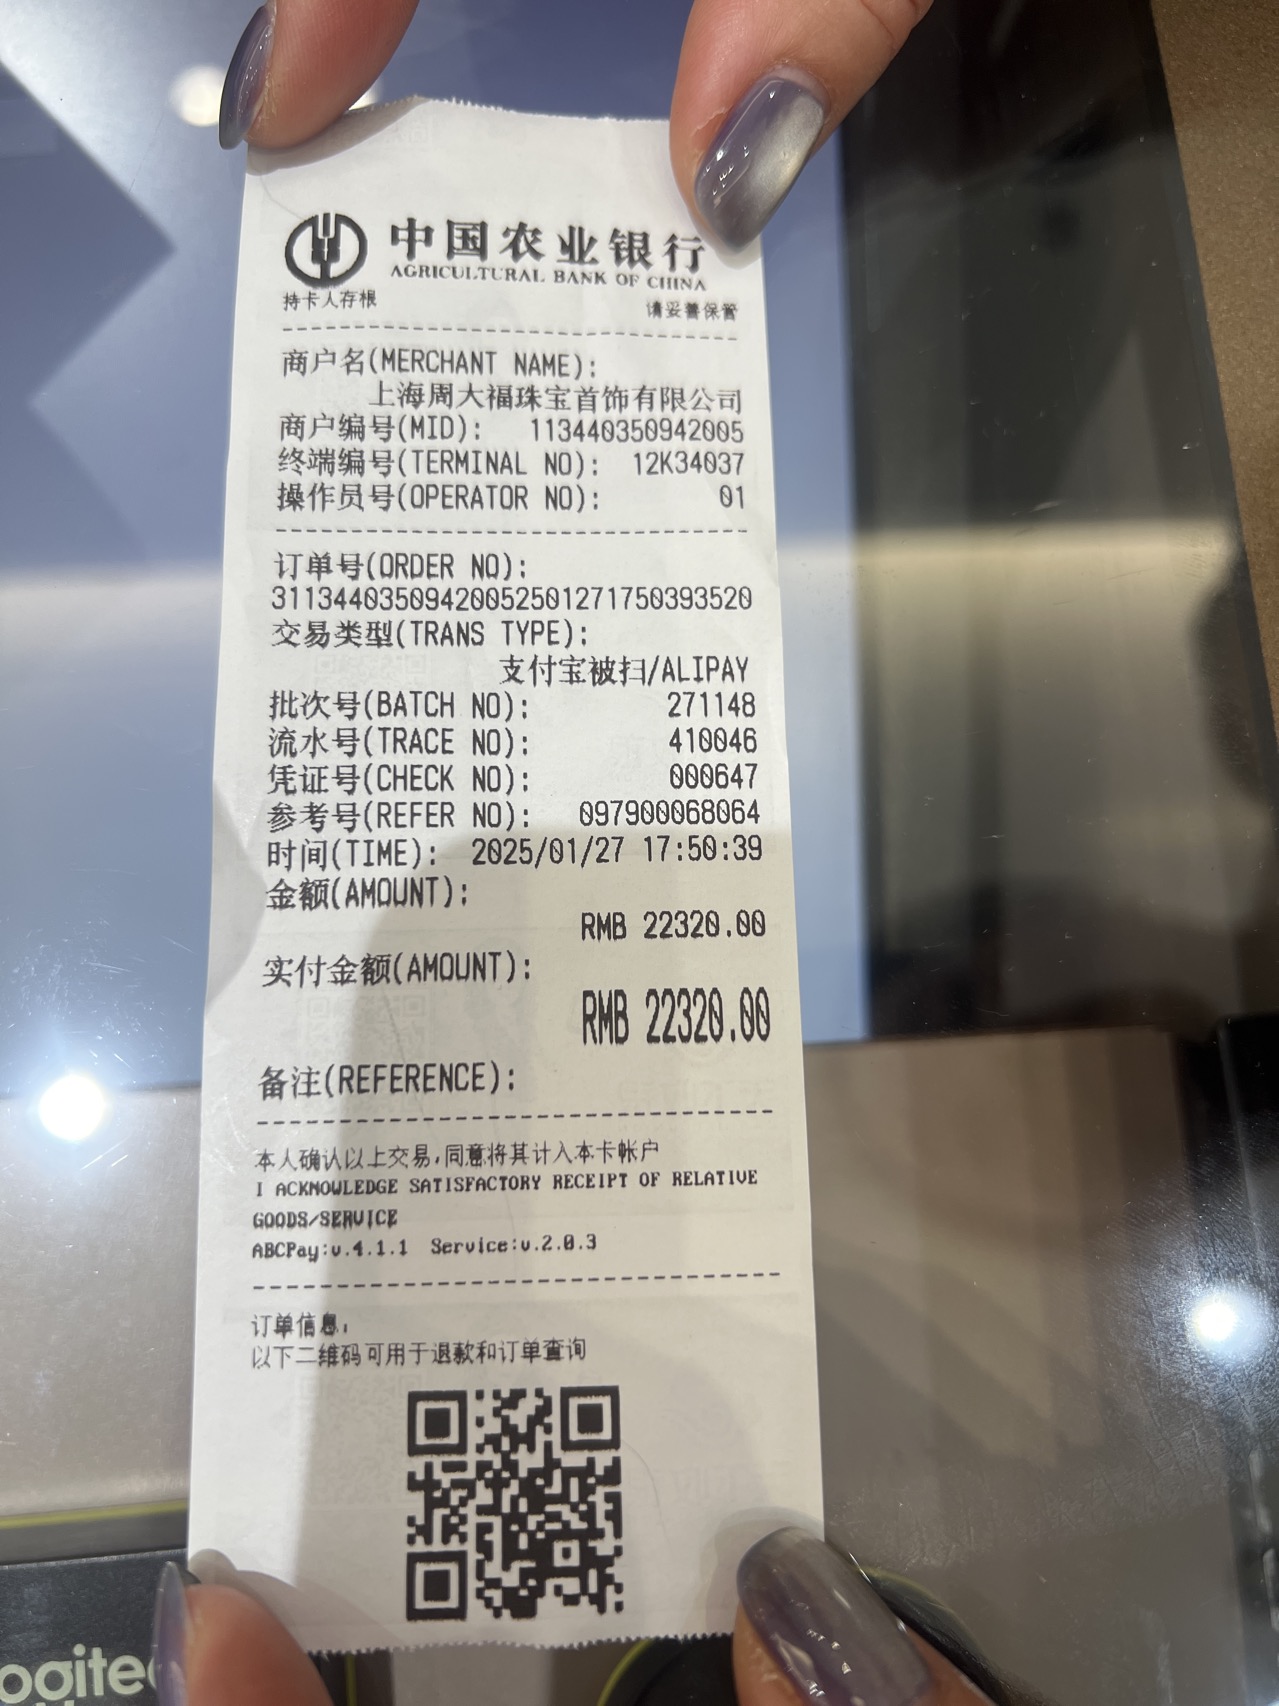 中国农业银行
AGRICULTURAL BANK OF CHINA
持卡人存根 请妥善保管
商户名(MERCHANT NAME):
上海周大福珠宝首饰有限公司
商户编号(MID): 113440350942005
终端编号(TERMINAL NO): 12K34037
操作员号(OPERATOR NO): 01
订单号(ORDER NO):
31134403509420052501271750393520
交易类型(TRANS TYPE):
支付宝被扫/ALIPAY
批次号(BATCH NO): 271148
流水号(TRACE NO): 410046
凭证号(CHECK NO): 000647
参考号(REFER NO): 097900068064
时间(TIME): 2025/01/27 17:50:39
金额(AMOUNT):
RMB 22320.00
实付金额(AMOUNT):
RMB 22320.00
备注(REFERENCE):
本人确认以上交易,同意将其计入本卡帐户
I ACKNOWLEDGE SATISFACTORY RECEIPT OF RELATIVE
GOODS/SERVICE
ABCPay:v.4.1.1 Service:v.2.0.3
订单信息:
以下二维码可用于退款和订单查询